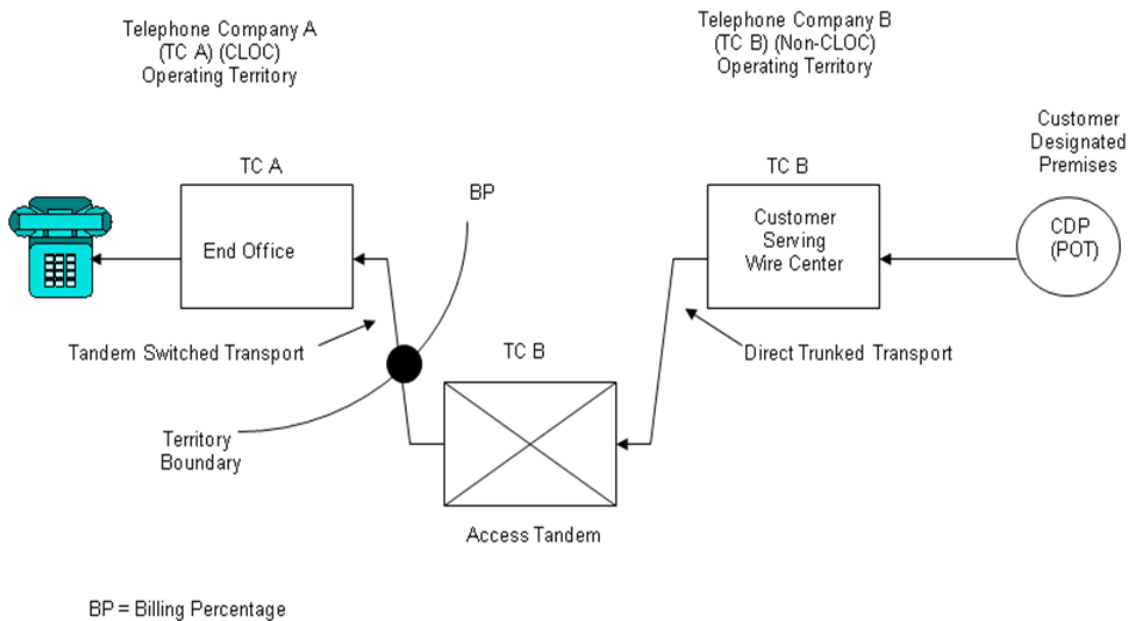 Telephone Company A
(TC A) (CLOC)
Operating Territory
Telephone Company B
(TC B) (Non-CLOC)
Operating Territory
Customer
Designated
Premises
TC A
BP
TC B
End Office
Customer
Serving
Wire Center
CDP
(POT)
Tandem Switched Transport
TC B
Direct Trunked Transport
Territory
Boundary
Access Tandem
BP = Billing Percentage